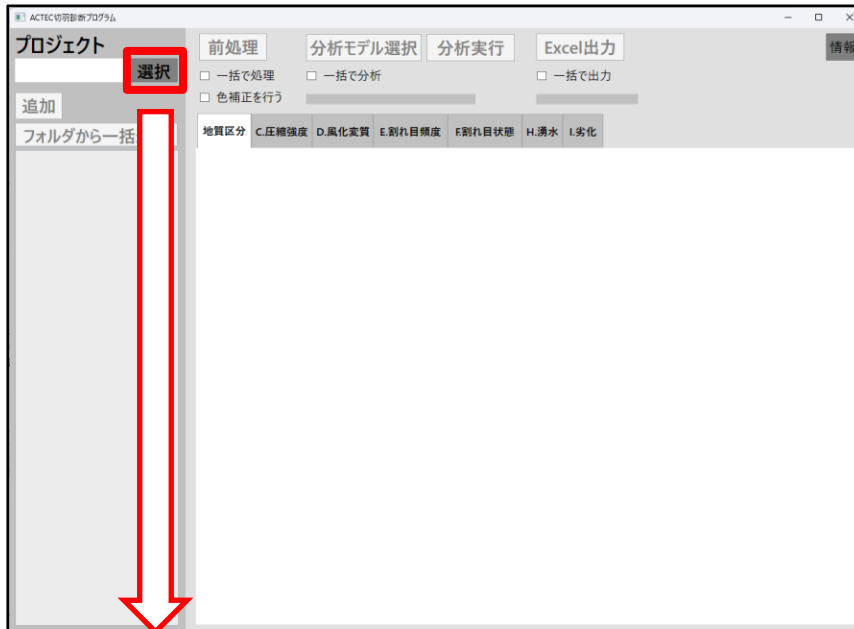 ACTEC切羽診断プログラム
プロジェクト
選択
追加
フォルダから一括
前処理
一括で処理
色補正を行う
分析モデル選択
分析実行
一括で分析
Excel出力
一括で出力
情報
地質区分 C.圧縮強度 D.風化変質 E.割れ目頻度 F.割れ目状態 H.湧水 I.劣化